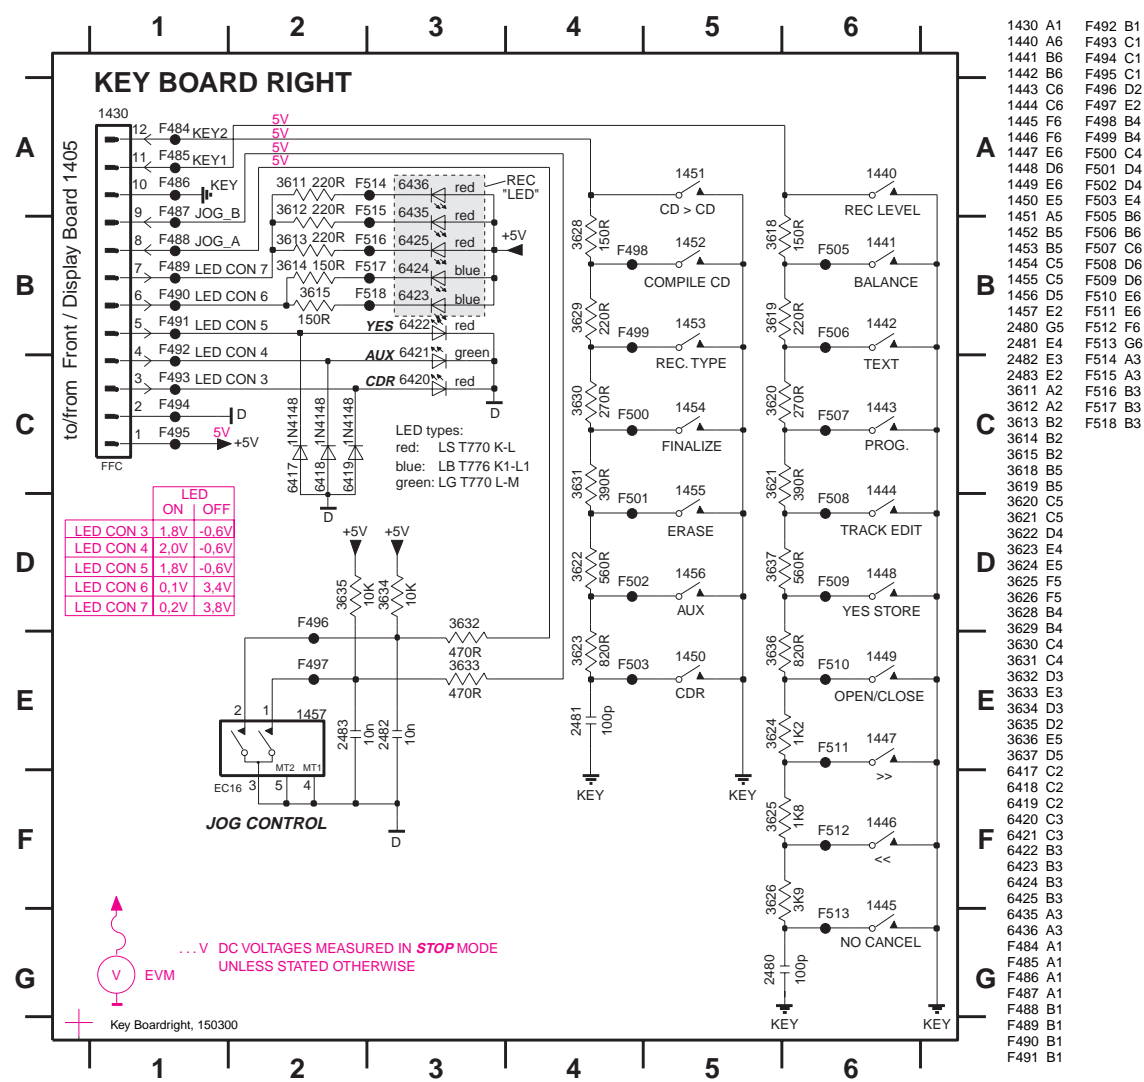 1 2 3 4 5 6
KEY BOARD RIGHT
A
B
C
D
E
F
G
to/from Front / Display Board 1405
1430
12 F484 KEY2
11 F485 KEY1
10 F486 KEY
9 F487 JOG_B
8 F488 JOG_A
7 F489 LED CON 7
6 F490 LED CON 6
5 F491 LED CON 5
4 F492 LED CON 4
3 F493 LED CON 3
2 F494 D
1 F495 5V +5V
FFC
5V
5V
5V
5V
3611 220R F514 6436 red
REC
"LED"
3612 220R F515 6435 red
3613 220R F516 6425 red
+5V
3614 150R F517 6424 blue
3615 F518 6423 blue
150R
YES 6422 red
AUX 6421 green
CDR 6420 red
D
1N4148 1N4148 1N4148
6417 6418 6419
D
LED types:
red: LS T770 K-L
blue: LB T776 K1-L1
green: LG T770 L-M
LED
ON OFF
LED CON 3 1,8V -0,6V
LED CON 4 2,0V -0,6V
LED CON 5 1,8V -0,6V
LED CON 6 0,1V 3,4V
LED CON 7 0,2V 3,8V
+5V +5V
3635 10K 3634 10K
F496
3632
470R
F497
3633
470R
2 1 1457
MT2 MT1
EC16 3 5 4
JOG CONTROL
2483 10n 2482 10n
D
1451
CD > CD
3628 150R
F498 1452
COMPILE CD
3629 220R
F499 1453
REC. TYPE
3630 270R
F500 1454
FINALIZE
3631 390R
F501 1455
ERASE
3622 560R
F502 1456
AUX
3623 820R
F503 1450
CDR
2481 100p
KEY KEY
1440
REC LEVEL
3618 150R
F505 1441
BALANCE
3619 220R
F506 1442
TEXT
3620 270R
F507 1443
PROG.
3621 390R
F508 1444
TRACK EDIT
3637 560R
F509 1448
YES STORE
3636 820R
F510 1449
OPEN/CLOSE
3624 1K2
F511 1447
>>
3625 1K8
F512 1446
<<
3626 3K9
F513 1445
NO CANCEL
2480 100p
KEY KEY
V EVM
...V DC VOLTAGES MEASURED IN STOP MODE
UNLESS STATED OTHERWISE
Key Boardright, 150300
A
B
C
D
E
F
G
1 2 3 4 5 6
1430 A1
1440 A6
1441 B6
1442 B6
1443 C6
1444 C6
1445 F6
1446 F6
1447 E6
1448 D6
1449 E6
1450 E5
1451 A5
1452 B5
1453 B5
1454 C5
1455 C5
1456 D5
1457 E2
2480 G5
2481 E4
2482 E3
2483 E2
3611 A2
3612 A2
3613 B2
3614 B2
3615 B2
3618 B5
3619 B5
3620 C5
3621 C5
3622 D4
3623 E4
3624 E5
3625 F5
3626 F5
3628 B4
3629 B4
3630 C4
3631 C4
3632 D3
3633 E3
3634 D3
3635 D2
3636 E5
3637 D5
6417 C2
6418 C2
6419 C2
6420 C3
6421 C3
6422 B3
6423 B3
6424 B3
6425 B3
6435 A3
6436 A3
F484 A1
F485 A1
F486 A1
F487 A1
F488 B1
F489 B1
F490 B1
F491 B1
F492 B1
F493 C1
F494 C1
F495 C1
F496 D2
F497 E2
F498 B4
F499 B4
F500 C4
F501 D4
F502 D4
F503 E4
F505 B6
F506 B6
F507 C6
F508 D6
F509 D6
F510 E6
F511 E6
F512 F6
F513 G6
F514 A3
F515 A3
F516 B3
F517 B3
F518 B3